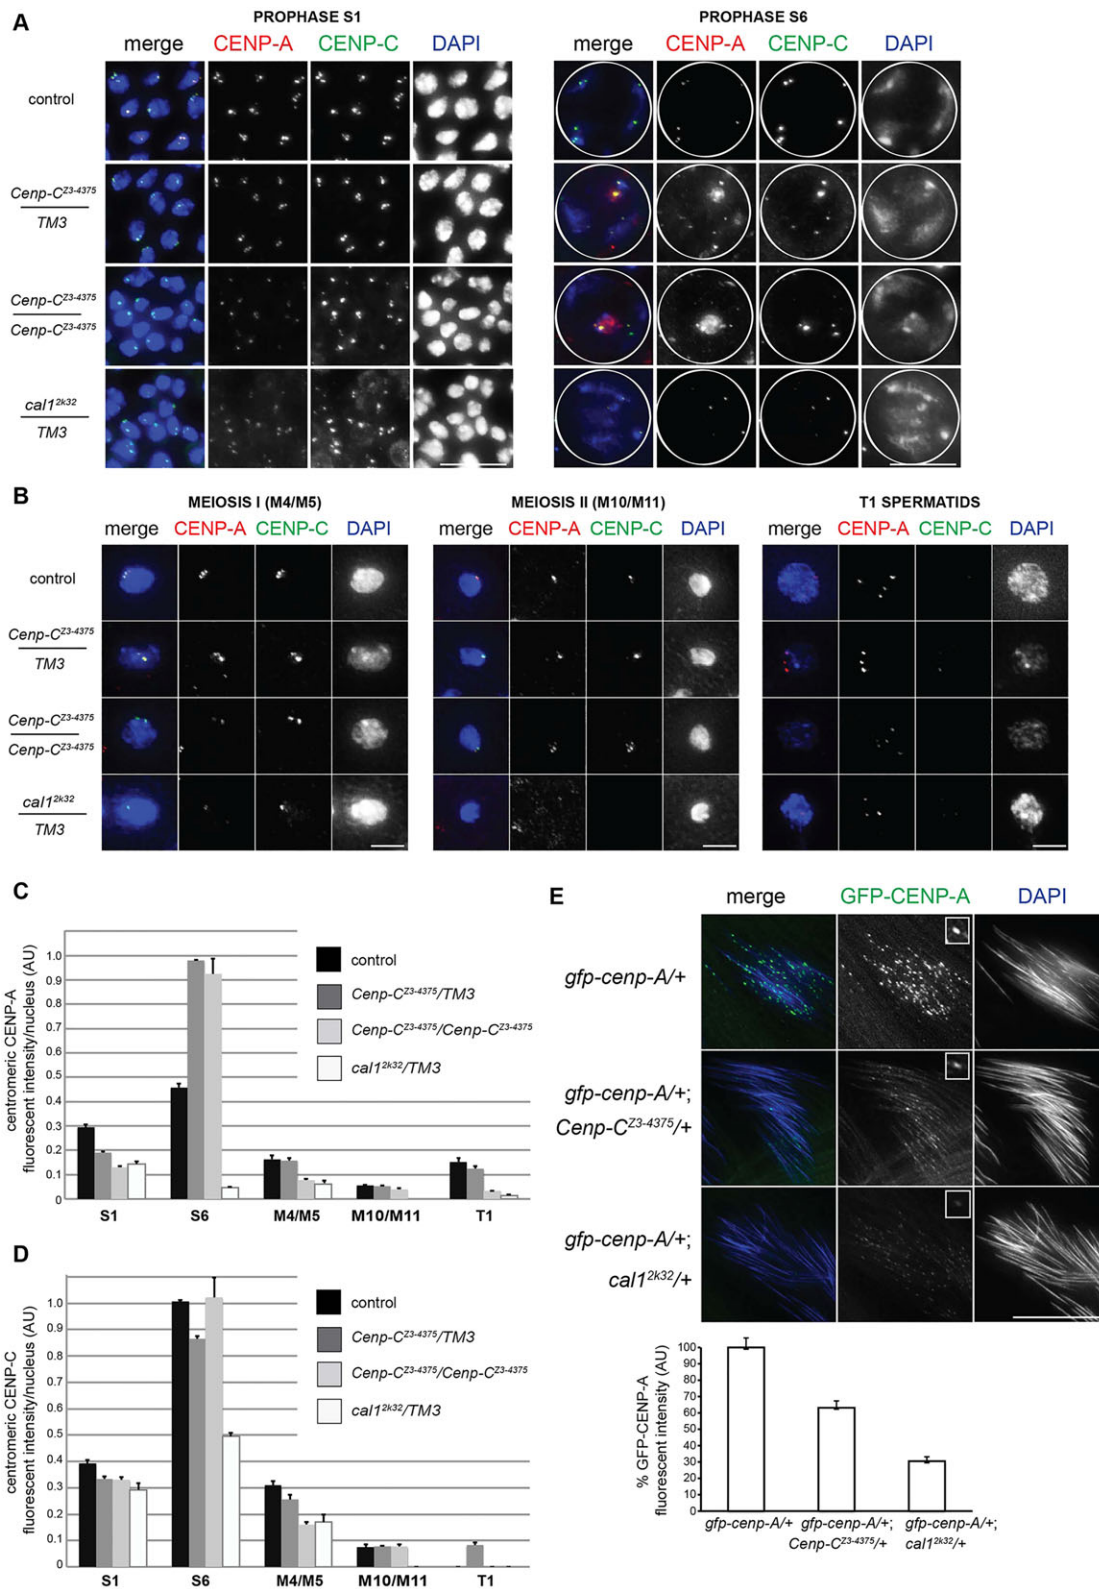 A
PROPHASE S1
PROPHASE S6
merge CENP-A CENP-C DAPI
merge CENP-A CENP-C DAPI
control
Cenp-C^Z3-4375
TM3
Cenp-C^Z3-4375
Cenp-C^Z3-4375
cal1^2k32
TM3
B
MEIOSIS I (M4/M5)
MEIOSIS II (M10/M11)
T1 SPERMATIDS
merge CENP-A CENP-C DAPI
merge CENP-A CENP-C DAPI
merge CENP-A CENP-C DAPI
control
Cenp-C^Z3-4375
TM3
Cenp-C^Z3-4375
Cenp-C^Z3-4375
cal1^2k32
TM3
C
centromeric CENP-A
fluorescent intensity/nucleus (AU)
1.0
0.9
0.8
0.7
0.6
0.5
0.4
0.3
0.2
0.1
0
S1 S6 M4/M5 M10/M11 T1
control
Cenp-C^Z3-4375/TM3
Cenp-C^Z3-4375/Cenp-C^Z3-4375
cal1^2k32/TM3
D
centromeric CENP-C
fluorescent intensity/nucleus (AU)
1.0
0.9
0.8
0.7
0.6
0.5
0.4
0.3
0.2
0.1
0
S1 S6 M4/M5 M10/M11 T1
control
Cenp-C^Z3-4375/TM3
Cenp-C^Z3-4375/Cenp-C^Z3-4375
cal1^2k32/TM3
E
merge GFP-CENP-A DAPI
gfp-cenp-A/+
gfp-cenp-A/+;
Cenp-C^Z3-4375/+
gfp-cenp-A/+;
cal1^2k32/+
% GFP-CENP-A
fluorescent intensity (AU)
100
90
80
70
60
50
40
30
20
10
0
gfp-cenp-A/+ gfp-cenp-A/+; gfp-cenp-A/+;
Cenp-C^Z3-4375/+ cal1^2k32/+